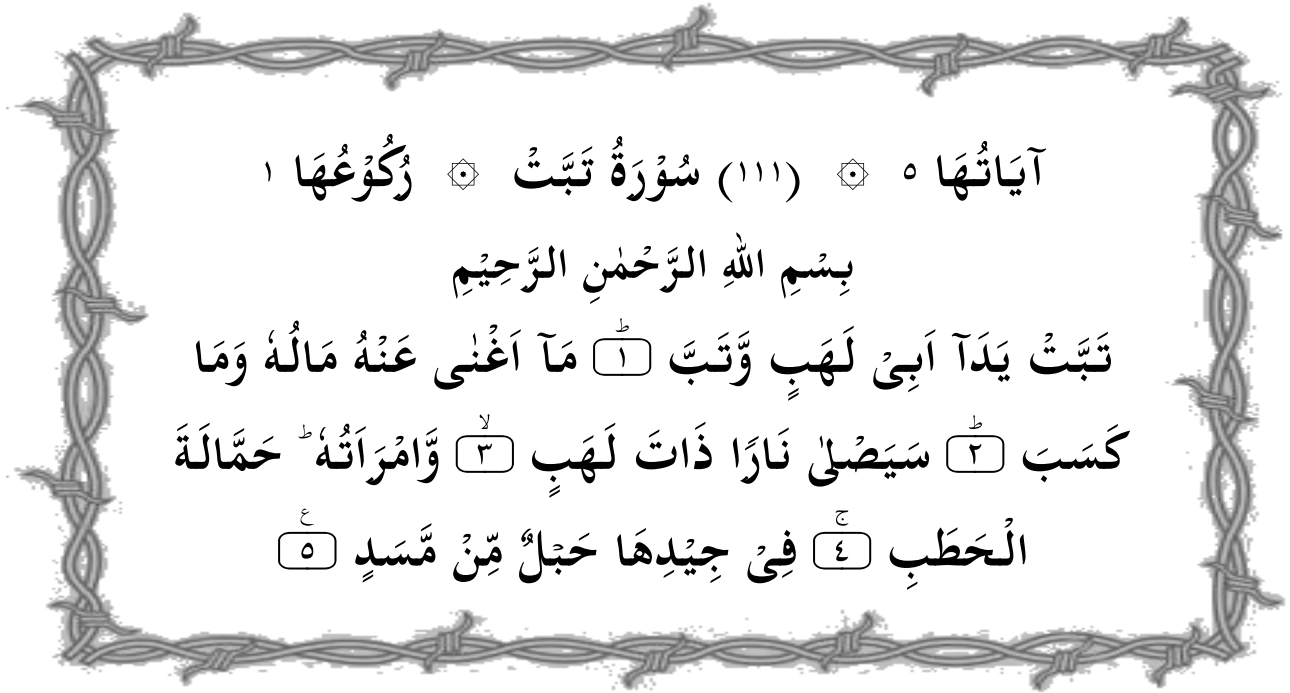 آيَاتُهَا ٥ ۞ (١١١) سُوْرَةُ تَبَّتْ ۞ رُكُوْعُهَا ١
بِسْمِ اللّٰهِ الرَّحْمٰنِ الرَّحِيْمِ
تَبَّتْ يَدَآ اَبِىْ لَهَبٍ وَّتَبَّ ؕ‏ ١ مَآ اَغْنٰى عَنْهُ مَالُهٗ وَمَا
كَسَبَ ؕ‏ ٢ سَيَصْلٰى نَارًا ذَاتَ لَهَبٍ ۙ‏ ٣ وَّامْرَاَتُهٗ ؕ حَمَّالَةَ
الْحَطَبِ‌ ۚ‏ ٤ فِىْ جِيْدِهَا حَبْلٌ مِّنْ مَّسَدٍ ع ٥